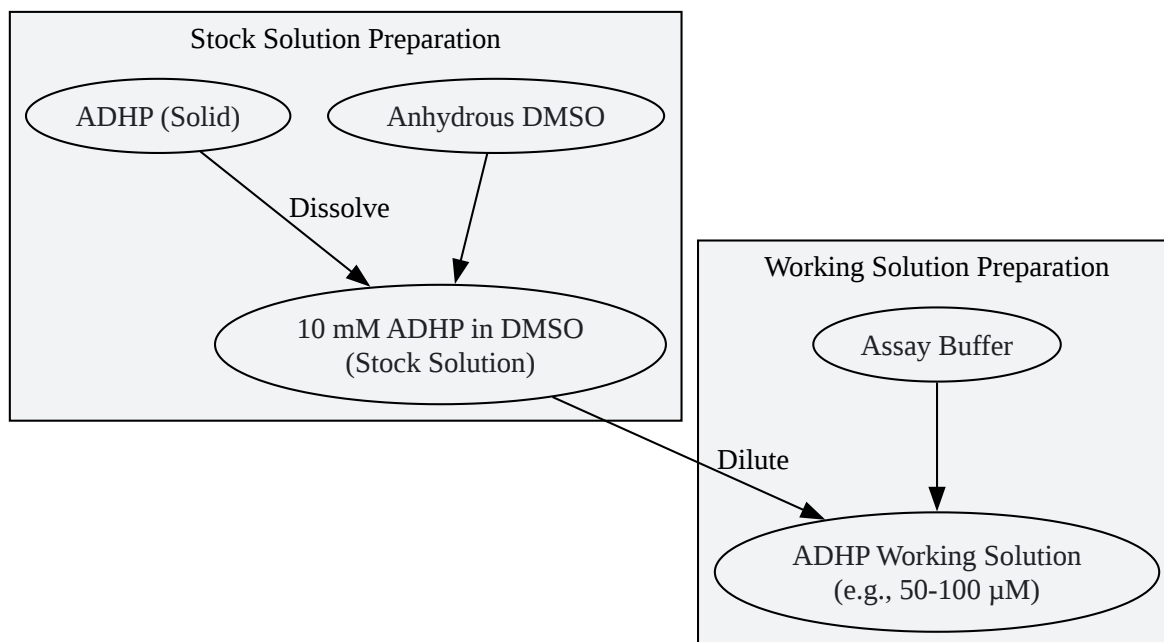 Stock Solution Preparation
ADHP (Solid)
Anhydrous DMSO
Dissolve
10 mM ADHP in DMSO
(Stock Solution)
Working Solution Preparation
Assay Buffer
Dilute
ADHP Working Solution
(e.g., 50-100 µM)